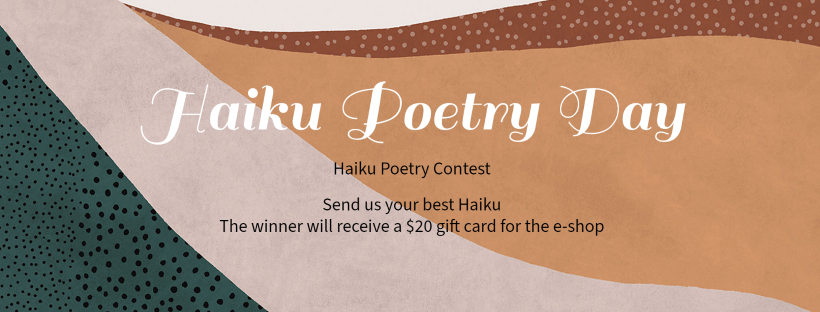 Haiku Poetry Day
Haiku Poetry Contest
Send us your best Haiku
The winner will receive a $20 gift card for the e-shop